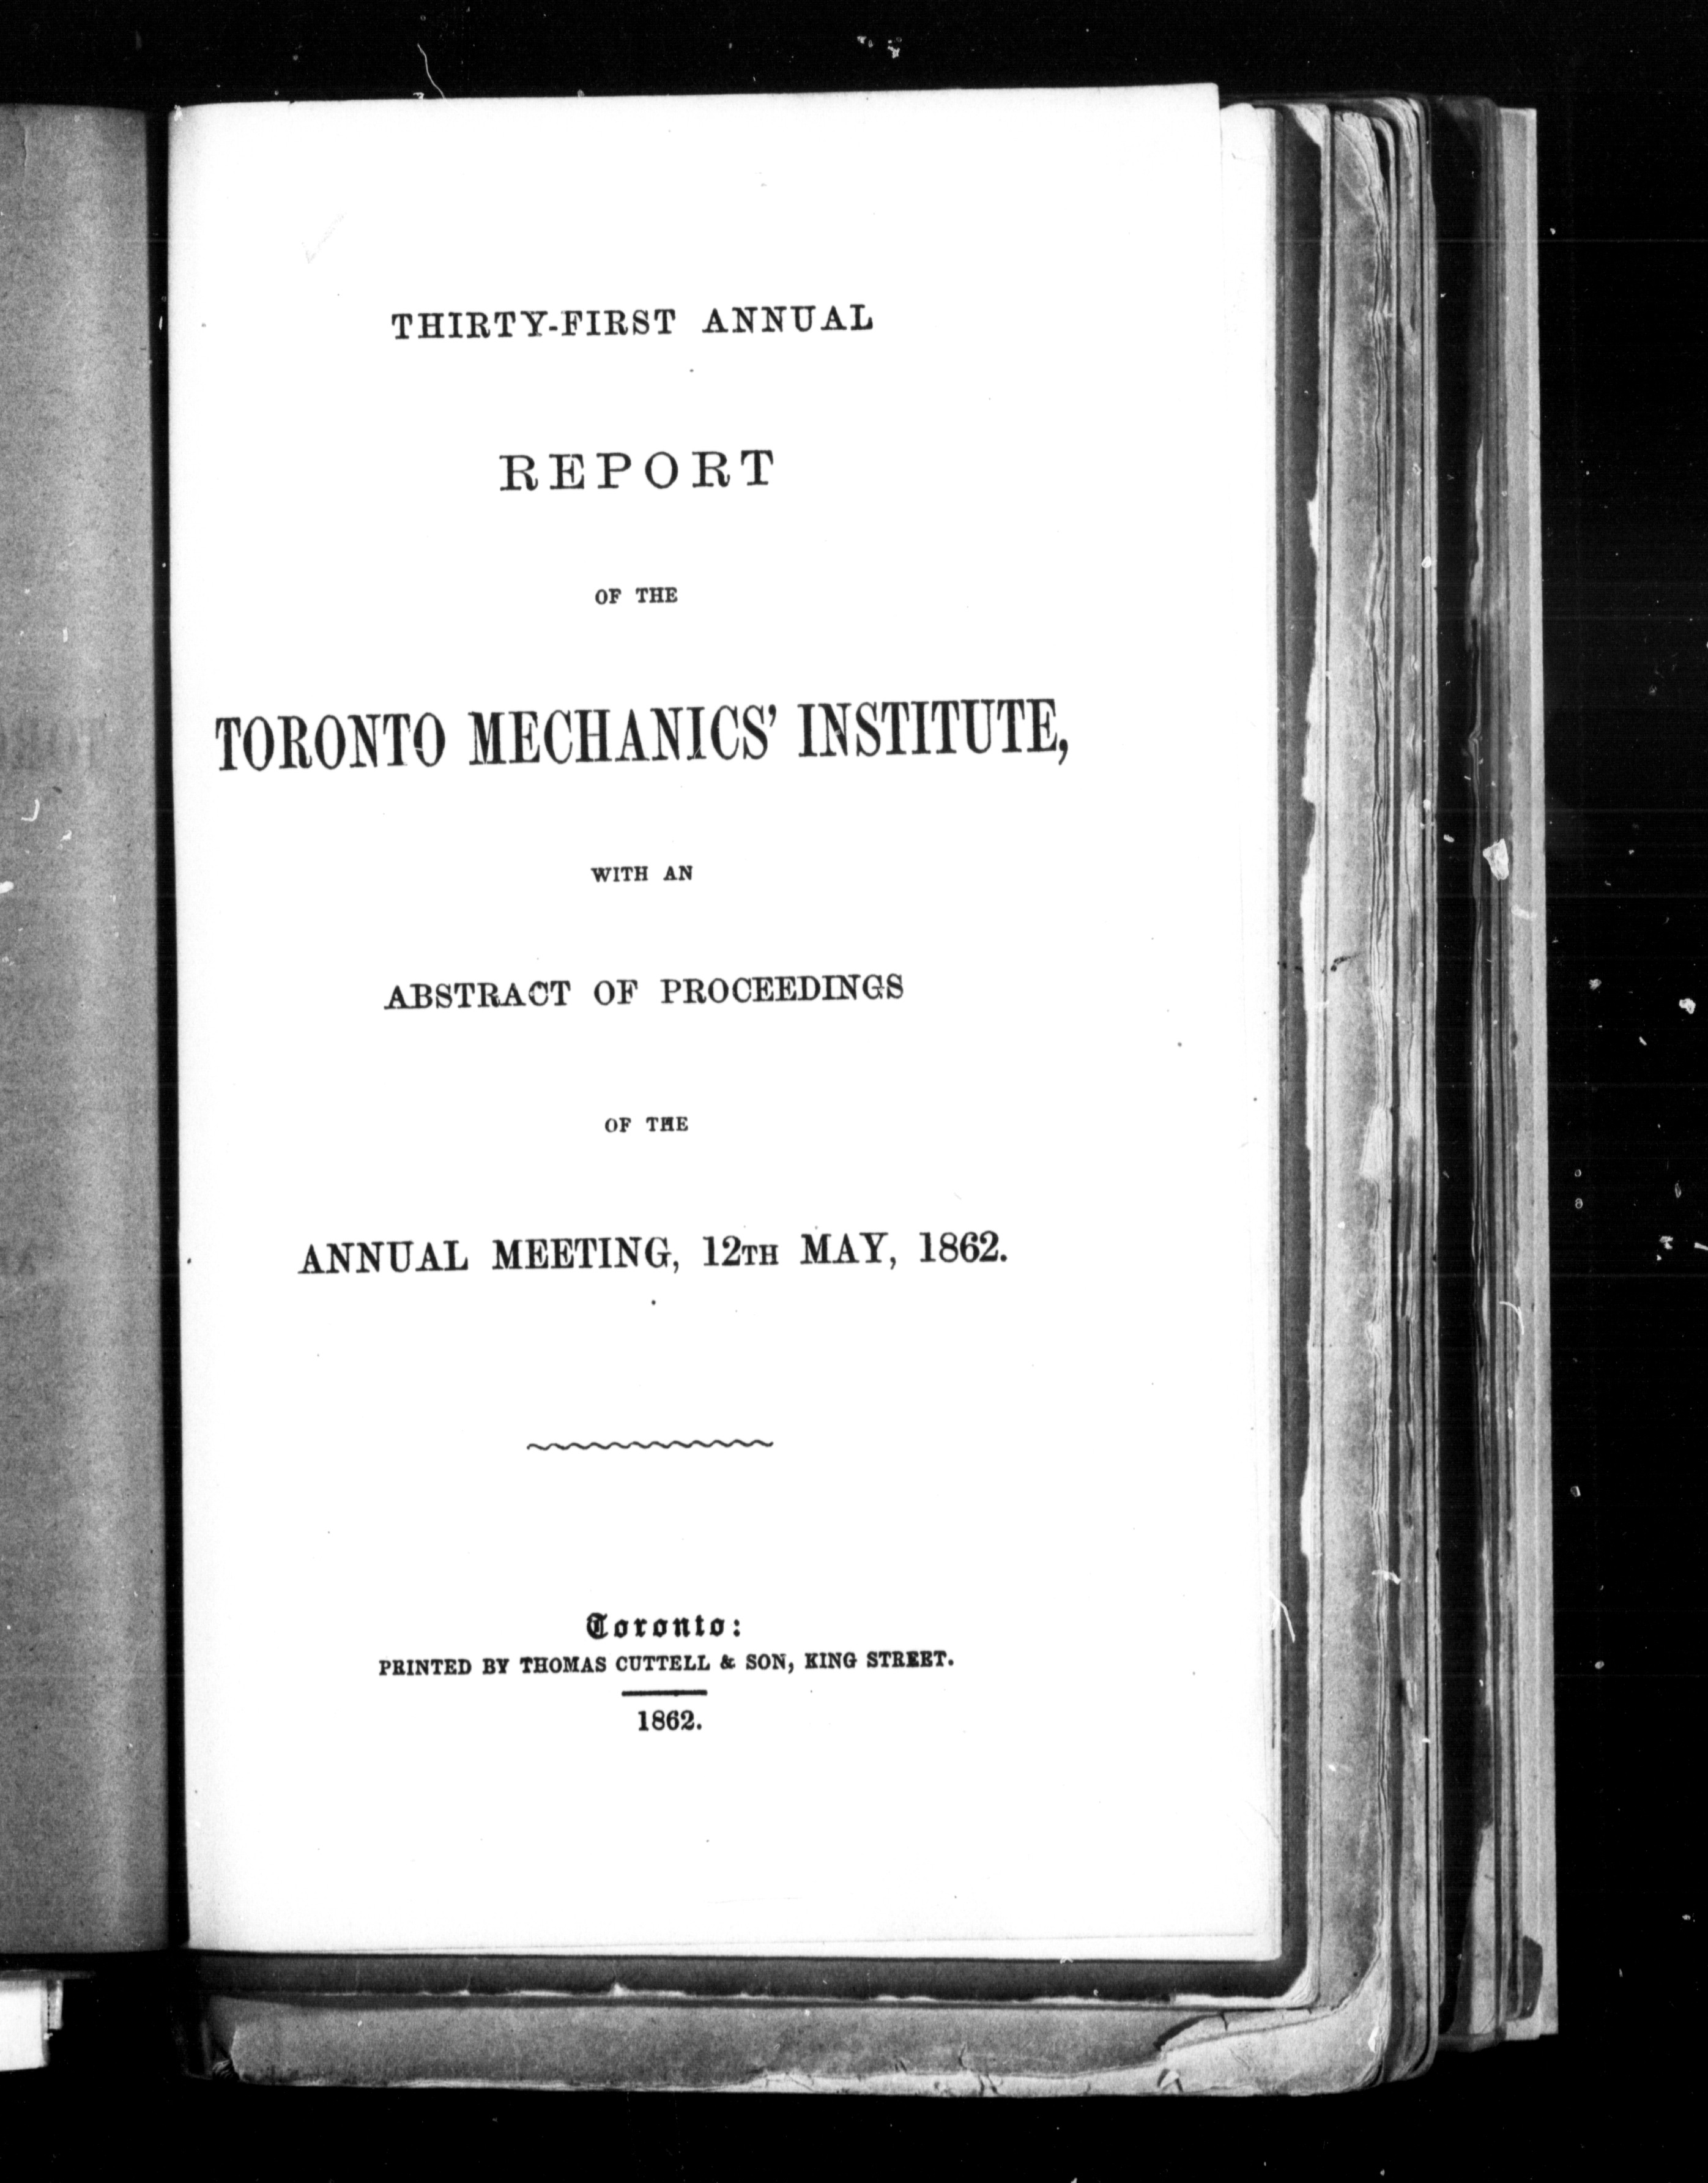 THIRTY-FIRST ANNUAL
REPORT
OF THE
TORONTO MECHANICS' INSTITUTE,
WITH AN
ABSTRACT OF PROCEEDINGS
OF THE
ANNUAL MEETING, 12TH MAY, 1862.
Toronto:
PRINTED BY THOMAS CUTTELL & SON, KING STREET.
1862.